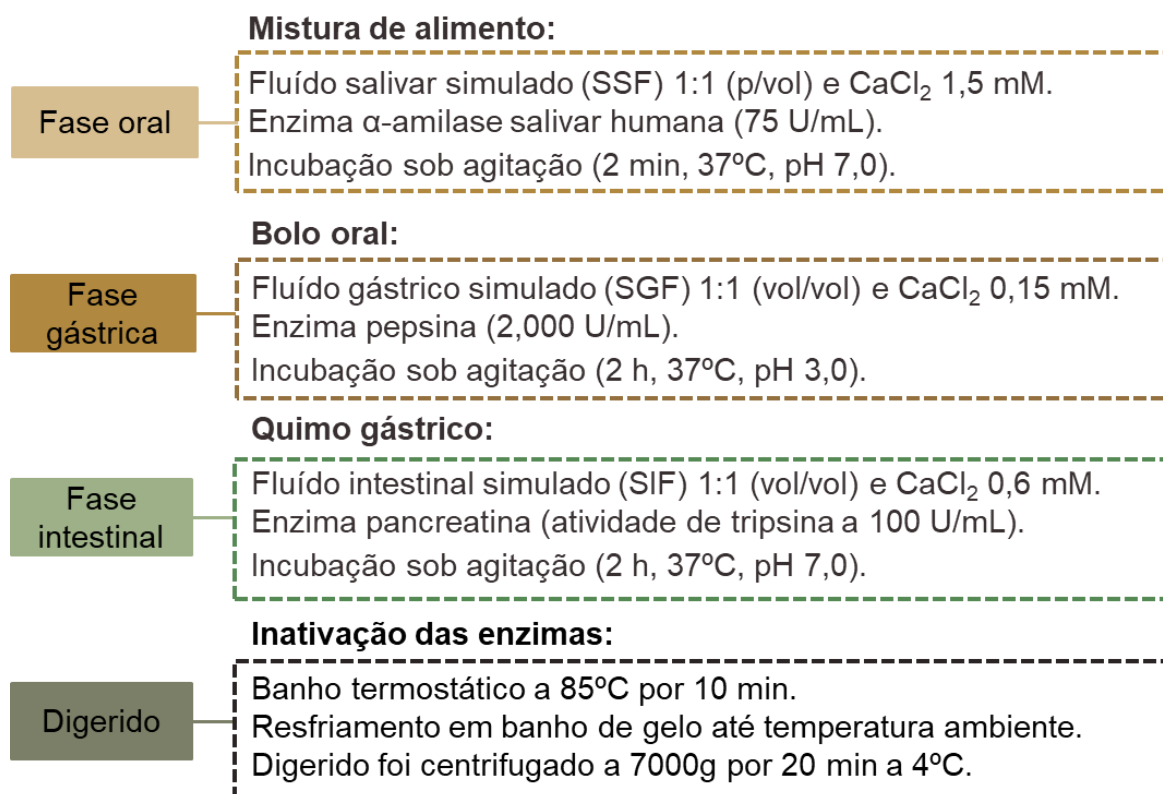 Mistura de alimento:
Fase oral
Fluído salivar simulado (SSF) 1:1 (p/vol) e CaCl₂ 1,5 mM.
Enzima α-amilase salivar humana (75 U/mL).
Incubação sob agitação (2 min, 37ºC, pH 7,0).
Bolo oral:
Fase
gástrica
Fluído gástrico simulado (SGF) 1:1 (vol/vol) e CaCl₂ 0,15 mM.
Enzima pepsina (2,000 U/mL).
Incubação sob agitação (2 h, 37ºC, pH 3,0).
Quimo gástrico:
Fase
intestinal
Fluído intestinal simulado (SIF) 1:1 (vol/vol) e CaCl₂ 0,6 mM.
Enzima pancreatina (atividade de tripsina a 100 U/mL).
Incubação sob agitação (2 h, 37ºC, pH 7,0).
Inativação das enzimas:
Digerido
Banho termostático a 85ºC por 10 min.
Resfriamento em banho de gelo até temperatura ambiente.
Digerido foi centrifugado a 7000g por 20 min a 4ºC.